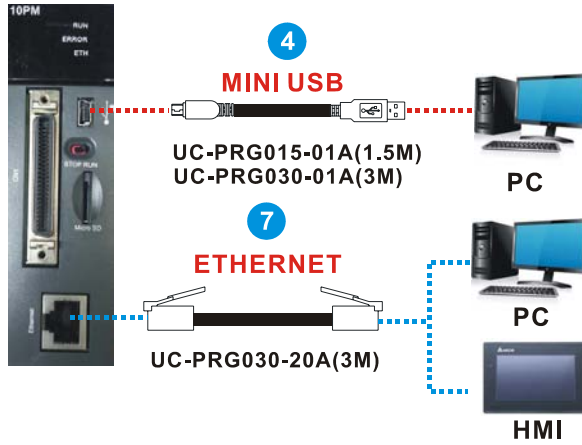 10PM
RUN
ERROR
ETH
4
MINI USB
UC-PRG015-01A(1.5M)
UC-PRG030-01A(3M)
PC
STOP RUN
Micro SD
7
ETHERNET
Ethernet
UC-PRG030-20A(3M)
PC
HMI